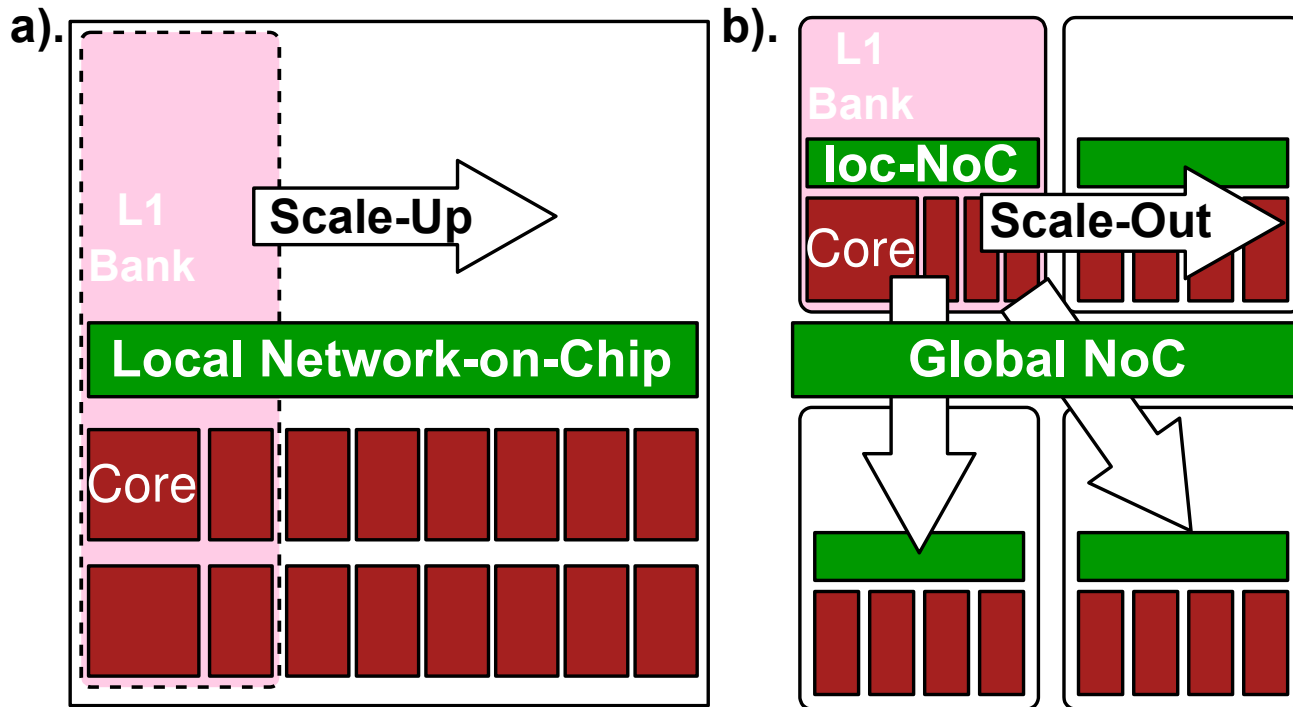 a).
L1
Bank
Scale-Up
Local Network-on-Chip
Core
b).
L1
Bank
loc-NoC
Core
Scale-Out
Global NoC